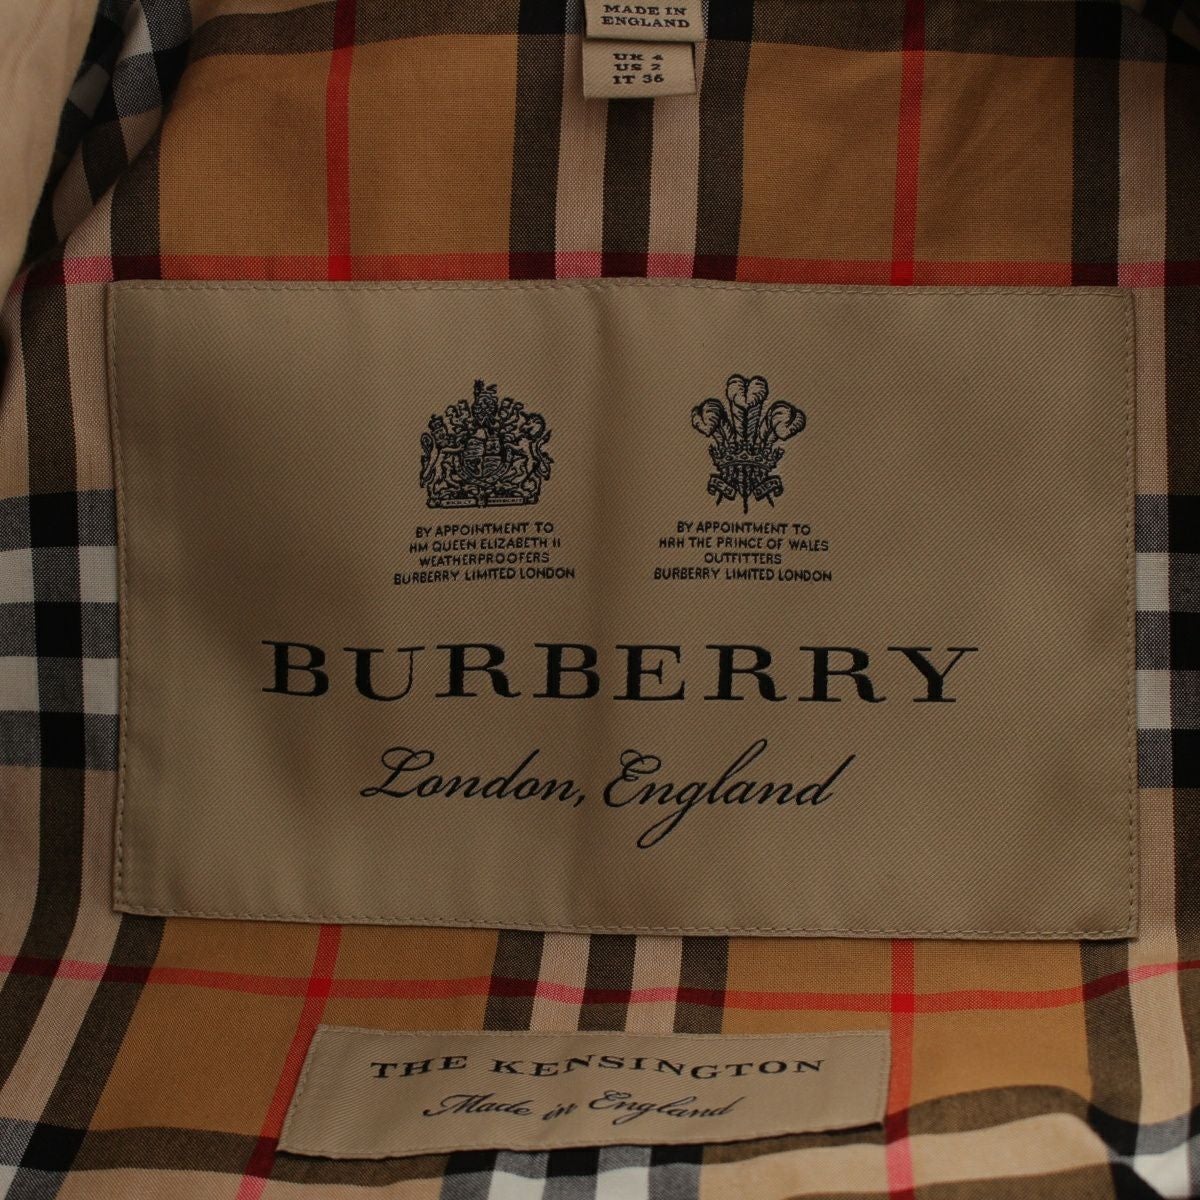 MADE IN
ENGLAND
UK 4
US 2
IT 36
BY APPOINTMENT TO
HM QUEEN ELIZABETH II
WEATHERPROOFERS
BURBERRY LIMITED LONDON
BY APPOINTMENT TO
HRH THE PRINCE OF WALES
OUTFITTERS
BURBERRY LIMITED LONDON
BURBERRY
London, England
THE KENSINGTON
Made in England